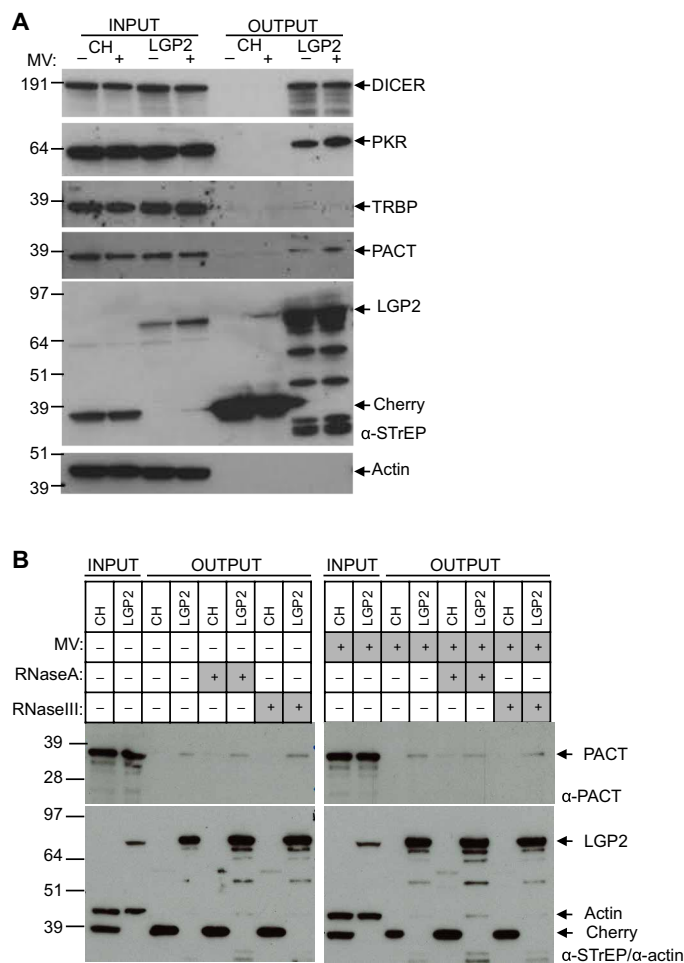 A
INPUT OUTPUT
CH LGP2 CH LGP2
MV: – + – + – + – +
191 DICER
64 PKR
39 TRBP
39 PACT
97 LGP2
64
51
39 Cherry
α-STrEP
51 Actin
39
B
INPUT OUTPUT INPUT OUTPUT
CH LGP2 CH LGP2 CH LGP2 CH LGP2 CH LGP2 CH LGP2 CH LGP2 CH LGP2
MV: – – – – – – – – + + + + + + + +
RNaseA: – – – – + + – – – – – – + + – –
RNaseIII: – – – – – – + + – – – – – – + +
39 PACT
28
α-PACT
97
LGP2
64
51
Actin
39 Cherry
α-STrEP/α-actin